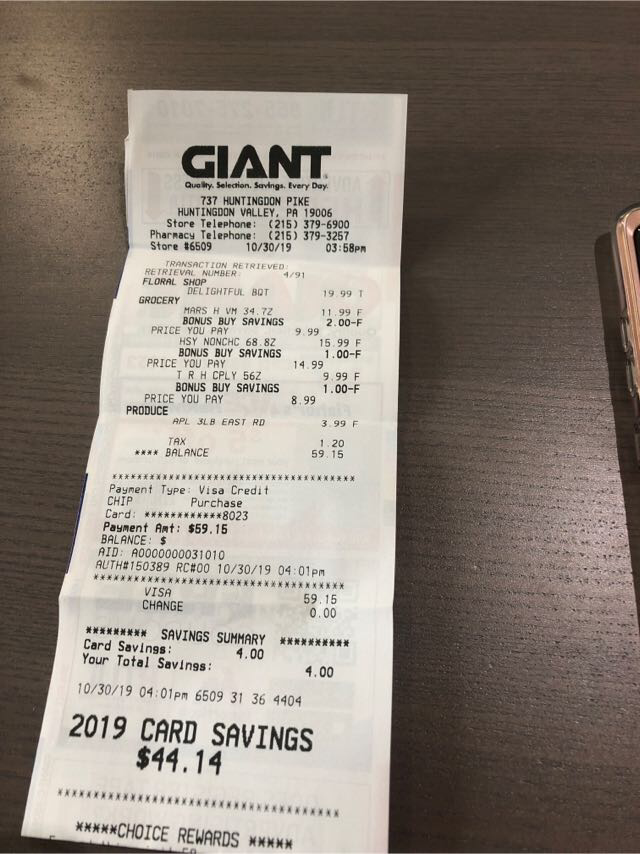 GIANT
Quality. Selection. Savings. Every Day.
737 HUNTINGDON PIKE
HUNTINGDON VALLEY, PA 19006
Store Telephone: (215) 379-6900
Pharmacy Telephone: (215) 379-3257
Store #6509 10/30/19 03:58pm
TRANSACTION RETRIEVED:
RETRIEVAL NUMBER: 4/91
FLORAL SHOP
DELIGHTFUL BQT 19.99 T
GROCERY
MARS H VM 34.7Z 11.99 F
BONUS BUY SAVINGS 2.00-F
PRICE YOU PAY 9.99
HSY NONCHC 68.8Z 15.99 F
BONUS BUY SAVINGS 1.00-F
PRICE YOU PAY 14.99
T R H CPLY 56Z 9.99 F
BONUS BUY SAVINGS 1.00-F
PRICE YOU PAY 8.99
PRODUCE
APL 3LB EAST RD 3.99 F
TAX 1.20
**** BALANCE 59.15
****************************************
Payment Type: Visa Credit
CHIP Purchase
Card: ************8023
Payment Amt: $59.15
BALANCE: $
AID: A0000000031010
AUTH#150389 RC#00 10/30/19 04:01pm
****************************************
VISA 59.15
CHANGE 0.00
********* SAVINGS SUMMARY **********
Card Savings: 4.00
Your Total Savings: 4.00
10/30/19 04:01pm 6509 31 36 4404
2019 CARD SAVINGS
$44.14
****************************************
*****CHOICE REWARDS *****